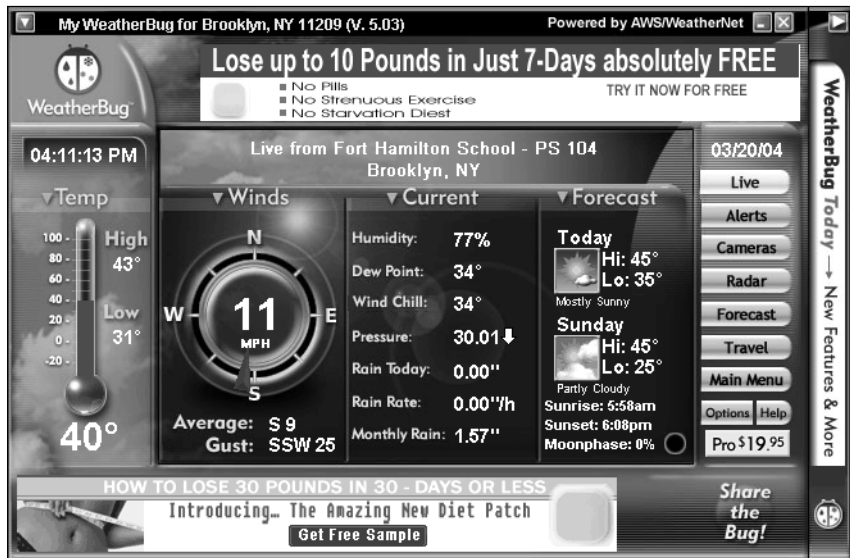 My WeatherBug for Brooklyn, NY 11209 (V. 5.03) Powered by AWS/WeatherNet
WeatherBug
Lose up to 10 Pounds in Just 7-Days absolutely FREE
No Pills
No Strenuous Exercise
No Starvation Diest
TRY IT NOW FOR FREE
04:11:13 PM
Live from Fort Hamilton School - PS 104
Brooklyn, NY
03/20/04
Temp
100
80
60
40
20
0
-20
High
43°
Low
31°
40°
Winds
N
W
E
S
11
MPH
Average: S 9
Gust: SSW 25
Current
Humidity: 77%
Dew Point: 34°
Wind Chill: 34°
Pressure: 30.01
Rain Today: 0.00"
Rain Rate: 0.00"/h
Monthly Rain: 1.57"
Forecast
Today
Hi: 45°
Lo: 35°
Mostly Sunny
Sunday
Hi: 45°
Lo: 25°
Partly Cloudy
Sunrise: 5:58am
Sunset: 6:08pm
Moonphase: 0%
Live
Alerts
Cameras
Radar
Forecast
Travel
Main Menu
Options Help
Pro $19.95
WeatherBug Today → New Features & More
HOW TO LOSE 30 POUNDS IN 30 - DAYS OR LESS
Introducing… The Amazing New Diet Patch
Get Free Sample
Share
the
Bug!